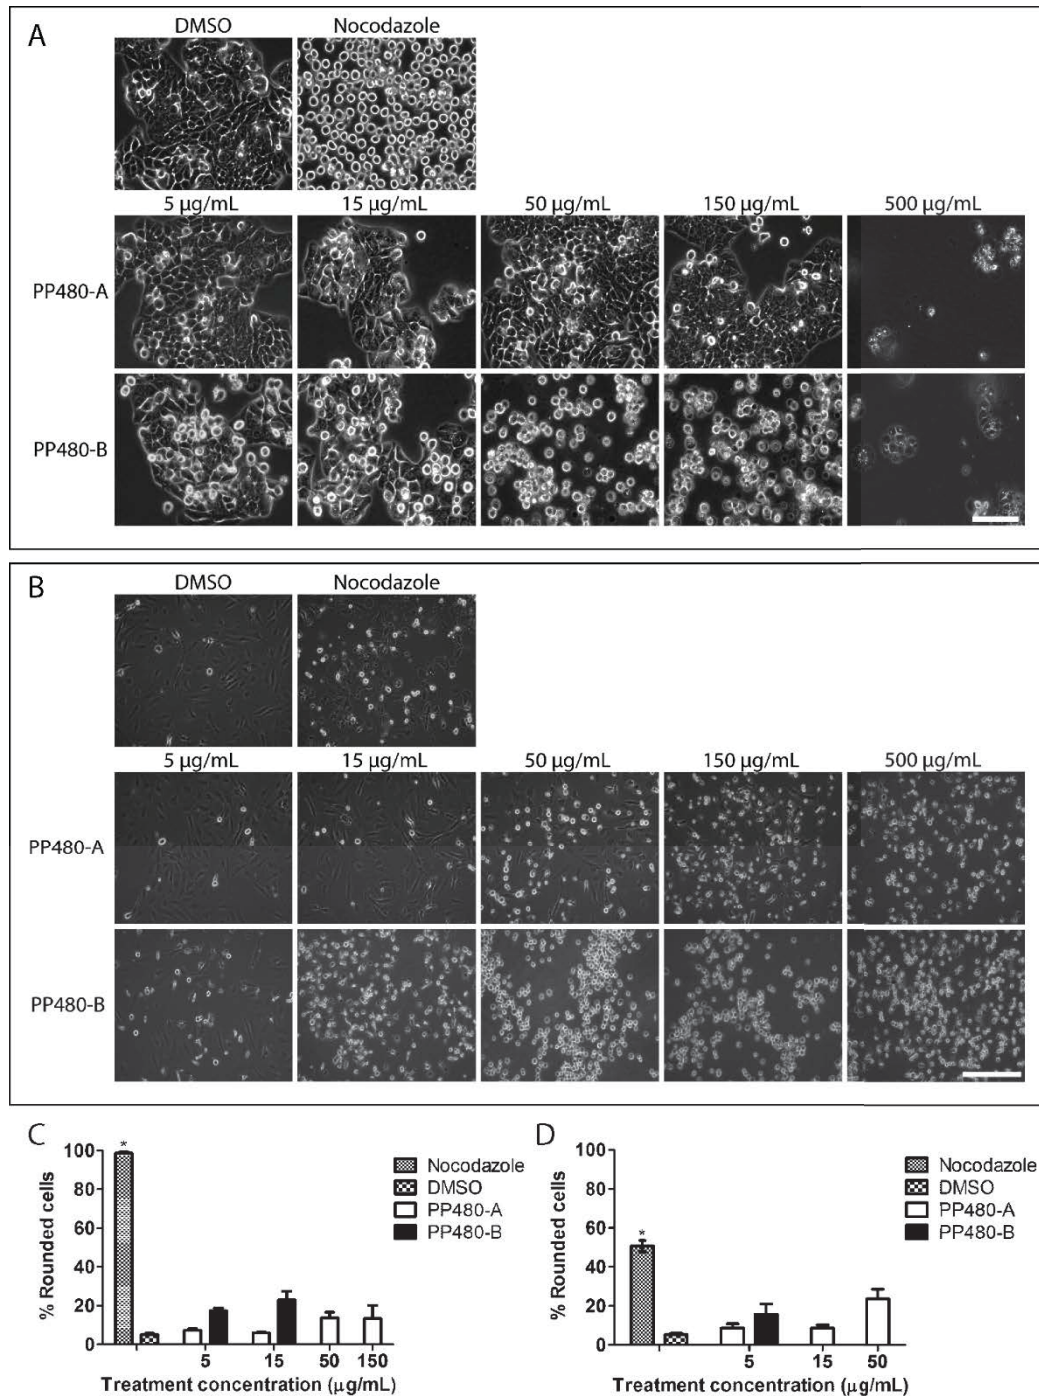 A
DMSO Nocodazole
5 µg/mL 15 µg/mL 50 µg/mL 150 µg/mL 500 µg/mL
PP480-A
PP480-B
B
DMSO Nocodazole
5 µg/mL 15 µg/mL 50 µg/mL 150 µg/mL 500 µg/mL
PP480-A
PP480-B
C
% Rounded cells
100
80
60
40
20
0
*
5 15 50 150
Treatment concentration (µg/mL)
Nocodazole
DMSO
PP480-A
PP480-B
D
% Rounded cells
100
80
60
40
20
0
*
5 15 50
Treatment concentration (µg/mL)
Nocodazole
DMSO
PP480-A
PP480-B